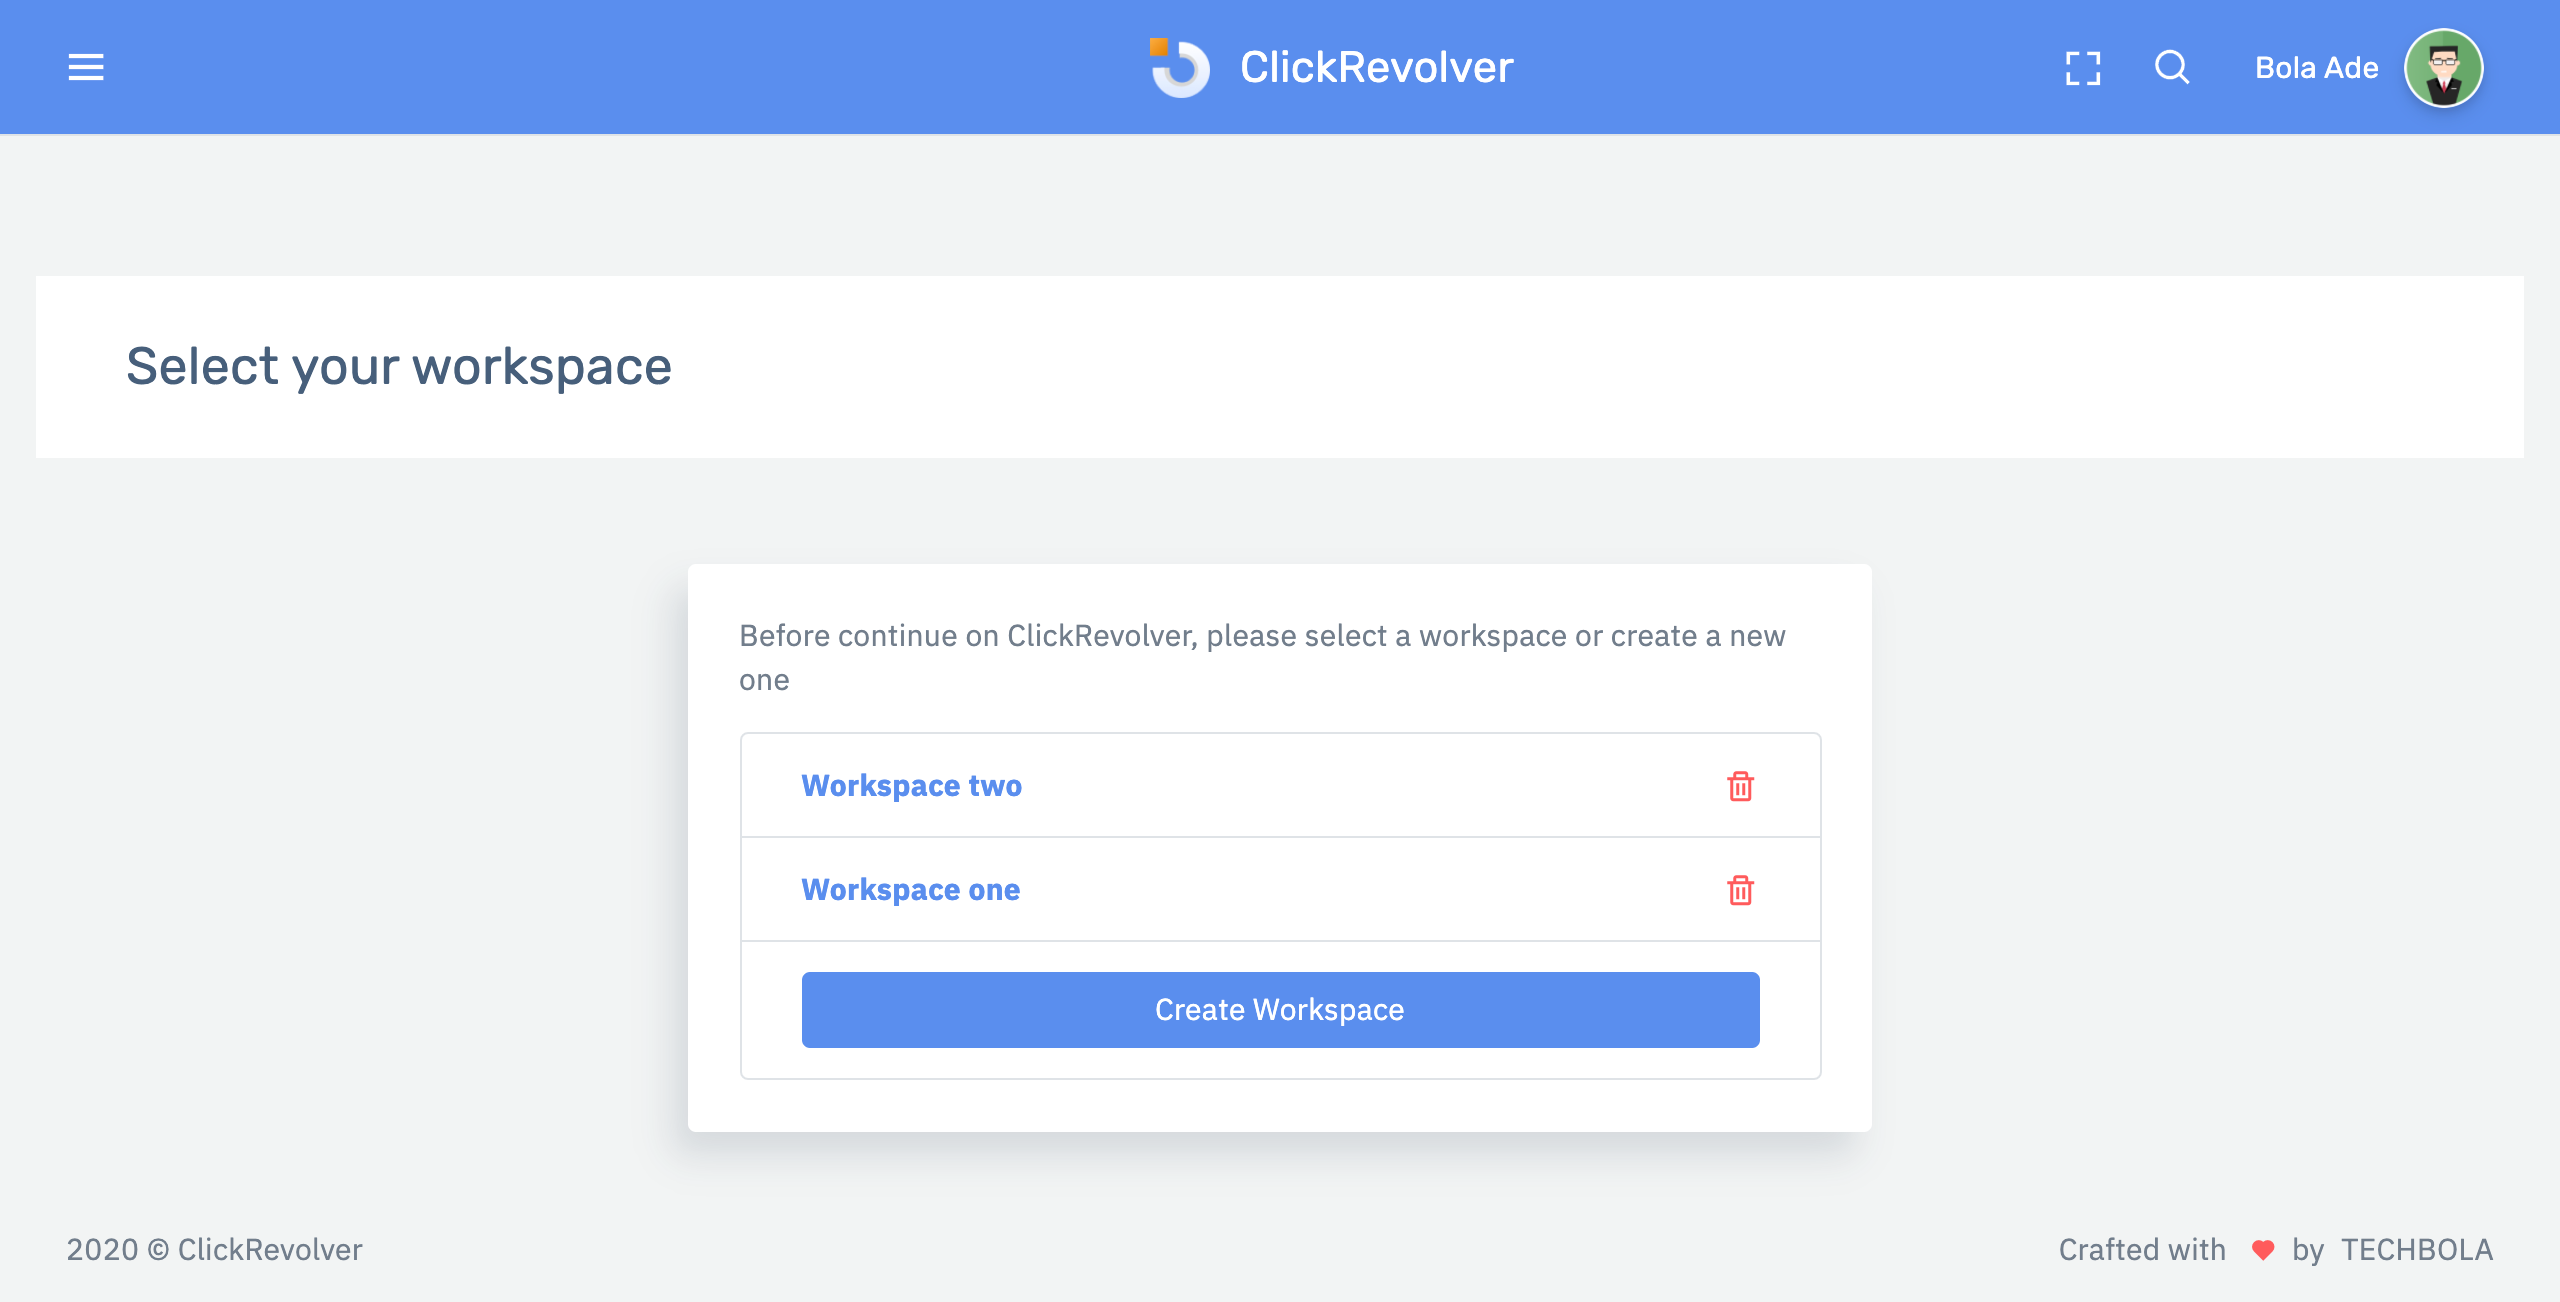 ClickRevolver
Bola Ade
Select your workspace
Before continue on ClickRevolver, please select a workspace or create a new
one
Workspace two
Workspace one
Create Workspace
2020 © ClickRevolver
Crafted with by TECHBOLA